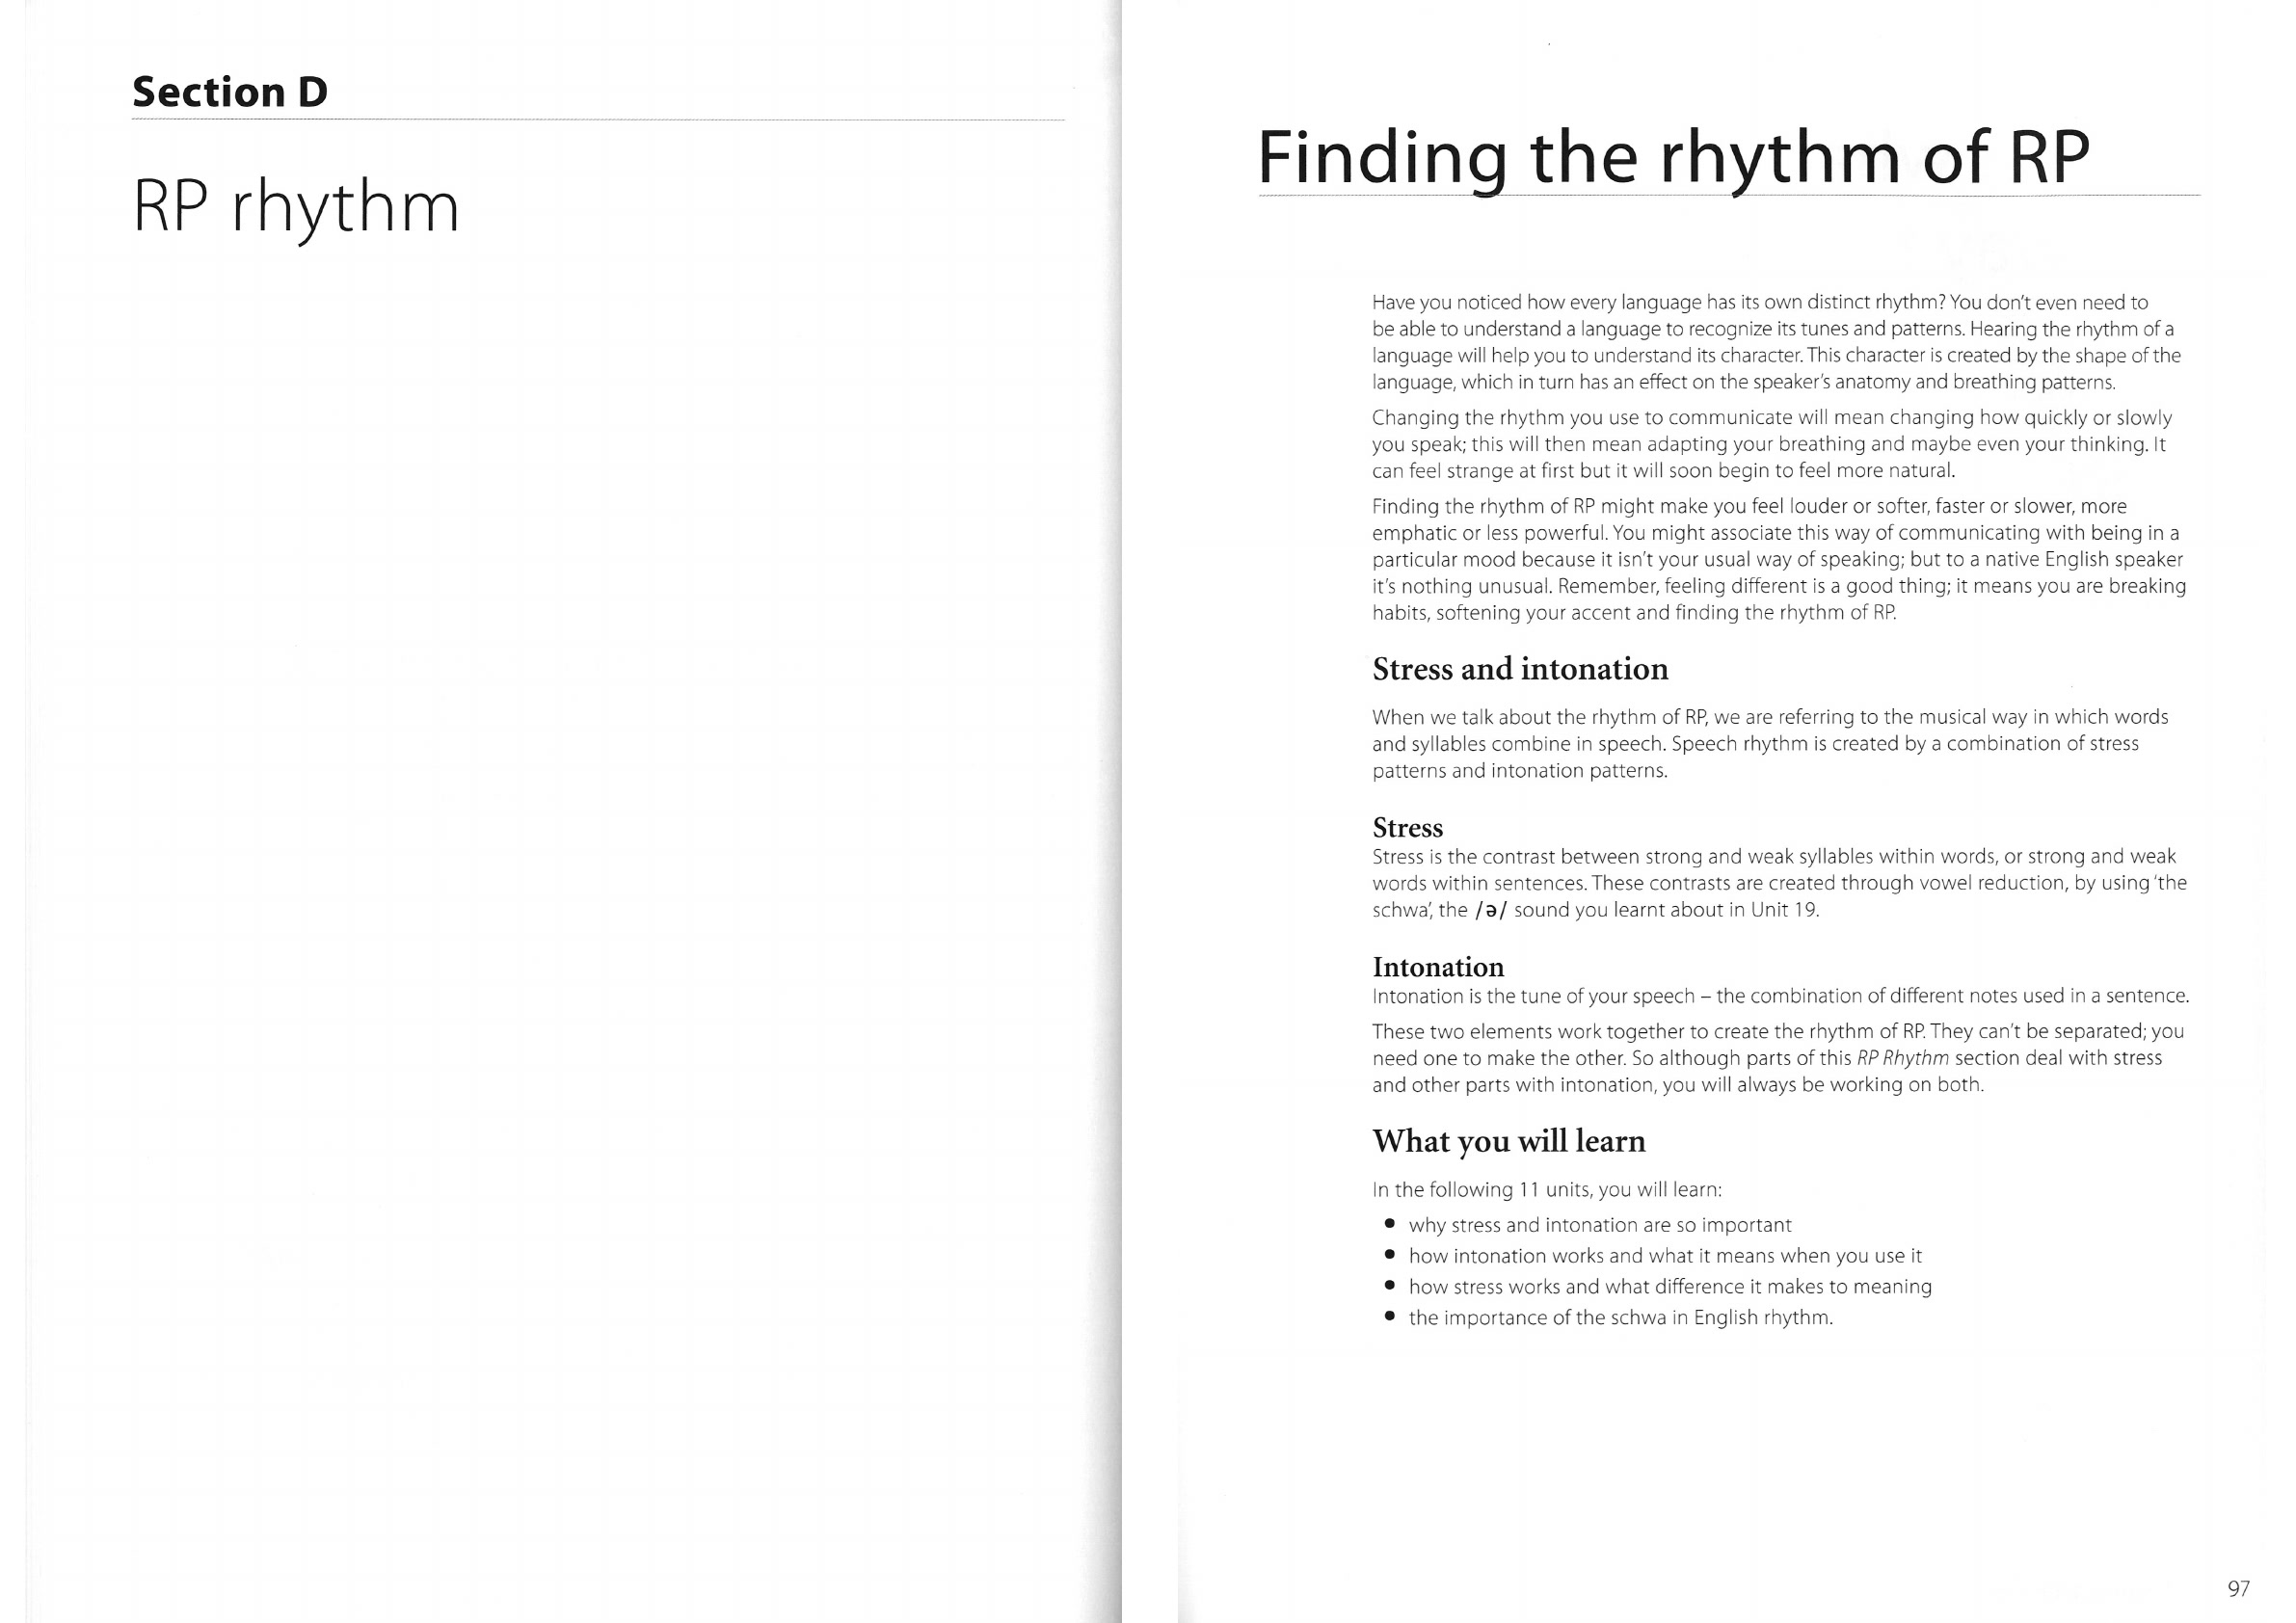 Section D
RP rhythm
Finding the rhythm of RP
Have you noticed how every language has its own distinct rhythm? You don't even need to
be able to understand a language to recognize its tunes and patterns. Hearing the rhythm of a
language will help you to understand its character. This character is created by the shape of the
language, which in turn has an effect on the speaker's anatomy and breathing patterns.
Changing the rhythm you use to communicate will mean changing how quickly or slowly
you speak; this will then mean adapting your breathing and maybe even your thinking. It
can feel strange at first but it will soon begin to feel more natural.
Finding the rhythm of RP might make you feel louder or softer, faster or slower, more
emphatic or less powerful. You might associate this way of communicating with being in a
particular mood because it isn't your usual way of speaking; but to a native English speaker
it's nothing unusual. Remember, feeling different is a good thing; it means you are breaking
habits, softening your accent and finding the rhythm of RP.
Stress and intonation
When we talk about the rhythm of RP, we are referring to the musical way in which words
and syllables combine in speech. Speech rhythm is created by a combination of stress
patterns and intonation patterns.
Stress
Stress is the contrast between strong and weak syllables within words, or strong and weak
words within sentences. These contrasts are created through vowel reduction, by using 'the
schwa', the /ə/ sound you learnt about in Unit 19.
Intonation
Intonation is the tune of your speech – the combination of different notes used in a sentence.
These two elements work together to create the rhythm of RP. They can't be separated; you
need one to make the other. So although parts of this RP Rhythm section deal with stress
and other parts with intonation, you will always be working on both.
What you will learn
In the following 11 units, you will learn:
• why stress and intonation are so important
• how intonation works and what it means when you use it
• how stress works and what difference it makes to meaning
• the importance of the schwa in English rhythm.
97